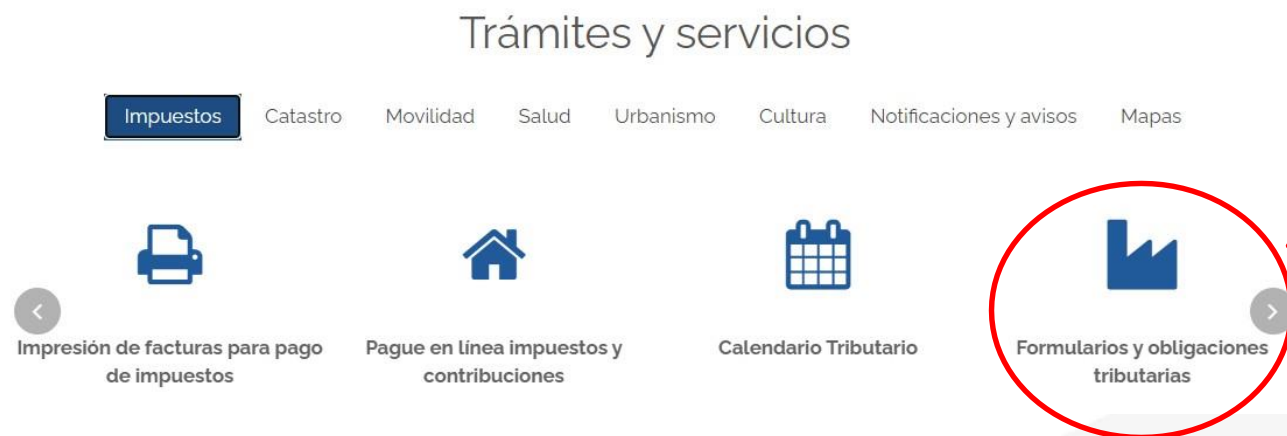 Trámites y servicios
Impuestos Catastro Movilidad Salud Urbanismo Cultura Notificaciones y avisos Mapas
Impresión de facturas para pago
de impuestos
Pague en línea impuestos y
contribuciones
Calendario Tributario
Formularios y obligaciones
tributarias